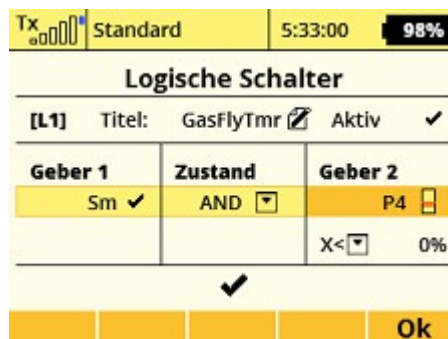 Tx Standard 5:33:00 98%
Logische Schalter
[L1] Titel: GasFlyTmr Aktiv
Geber 1 Zustand Geber 2
Sm AND P4
X< 0%
Ok